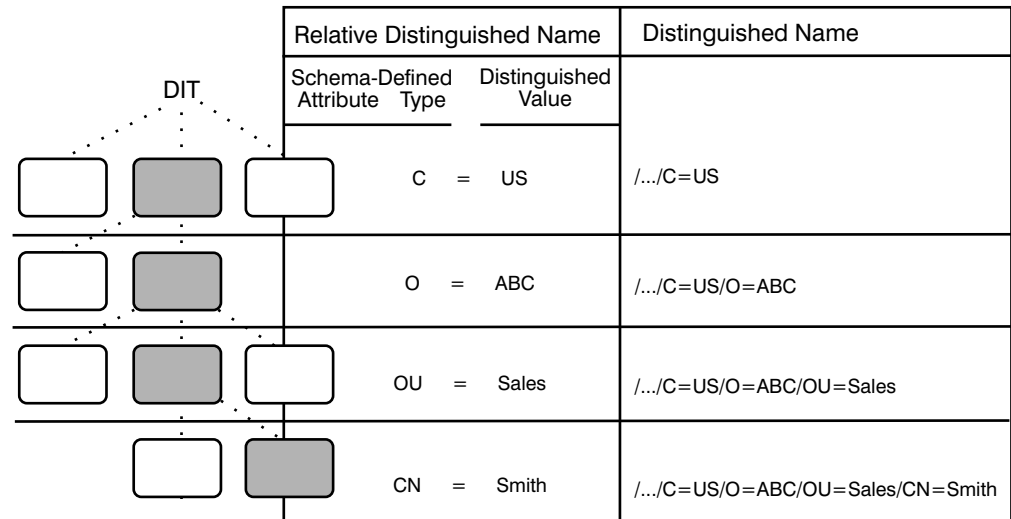 Relative Distinguished Name
Distinguished Name
Schema-Defined Attribute Type
Distinguished Value
DIT
C = US
/.../C=US
O = ABC
/.../C=US/O=ABC
OU = Sales
/.../C=US/O=ABC/OU=Sales
CN = Smith
/.../C=US/O=ABC/OU=Sales/CN=Smith